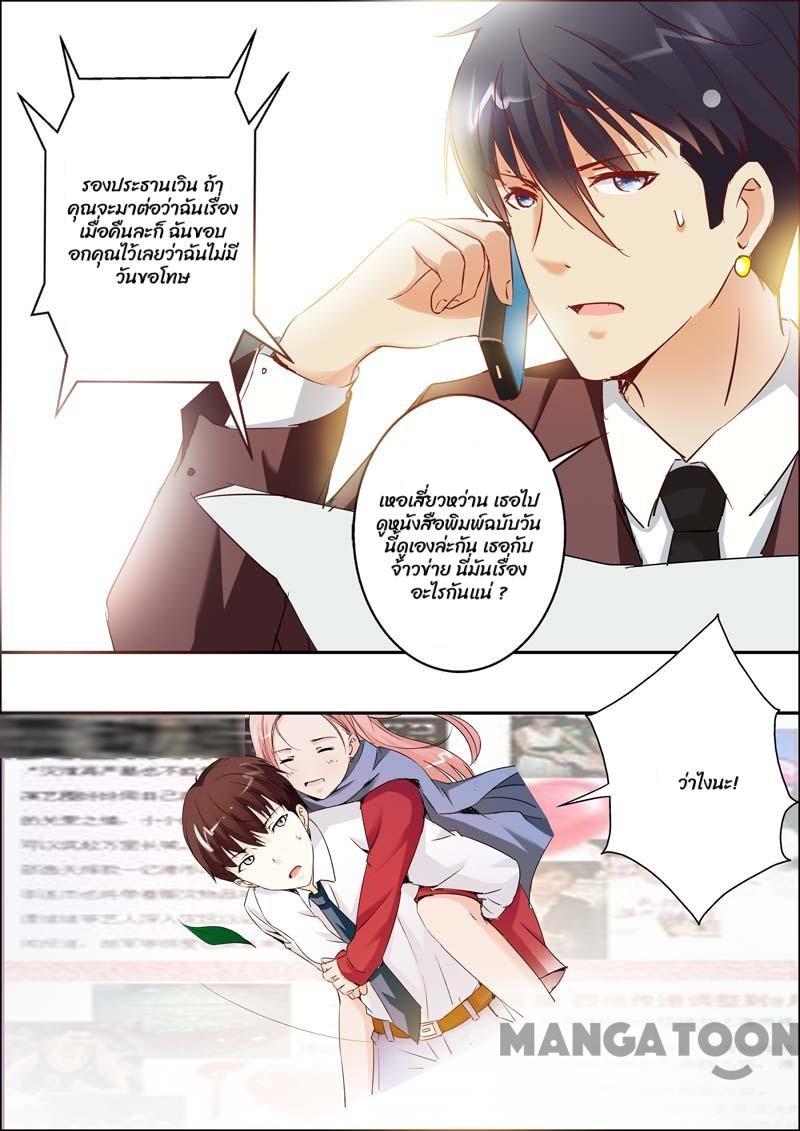 รองประธานเวิน ถ้า
คุณจะมาต่อว่าฉันเรื่อง
เมื่อคืนละก็ ฉันขอบ
อกคุณไว้เลยว่าฉันไม่มี
วันขอโทษ
เหอเสี่ยวหว่าน เธอไป
ดูหนังสือพิมพ์ฉบับวัน
นี้ดูเองล่ะกัน เธอกับ
จ้าวข่าย นี่มันเรื่อง
อะไรกันแน่ ?
ว่าไงนะ!
MANGATOON